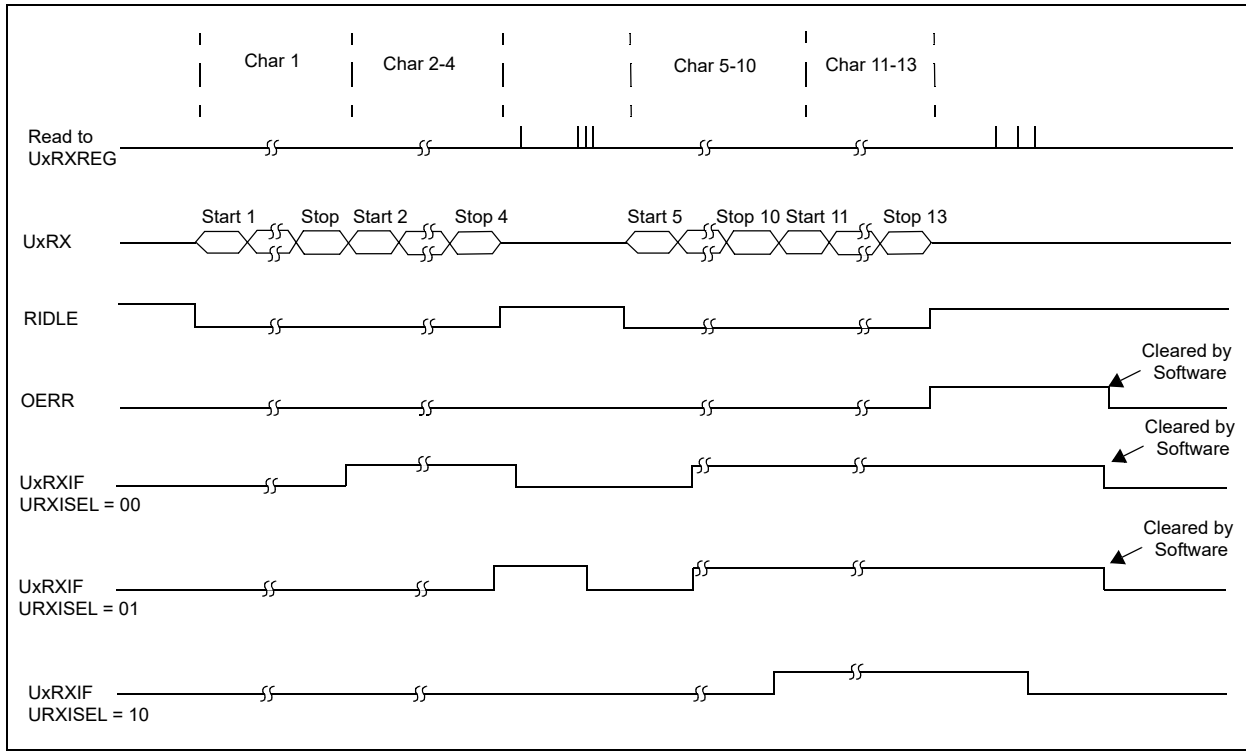 Char 1
Char 2-4
Char 5-10
Char 11-13
Read to
UxRXREG
Start 1
Stop
Start 2
Stop 4
Start 5
Stop 10
Start 11
Stop 13
UxRX
RIDLE
Cleared by
Software
OERR
Cleared by
Software
UxRXIF
URXISEL = 00
Cleared by
Software
UxRXIF
URXISEL = 01
UxRXIF
URXISEL = 10